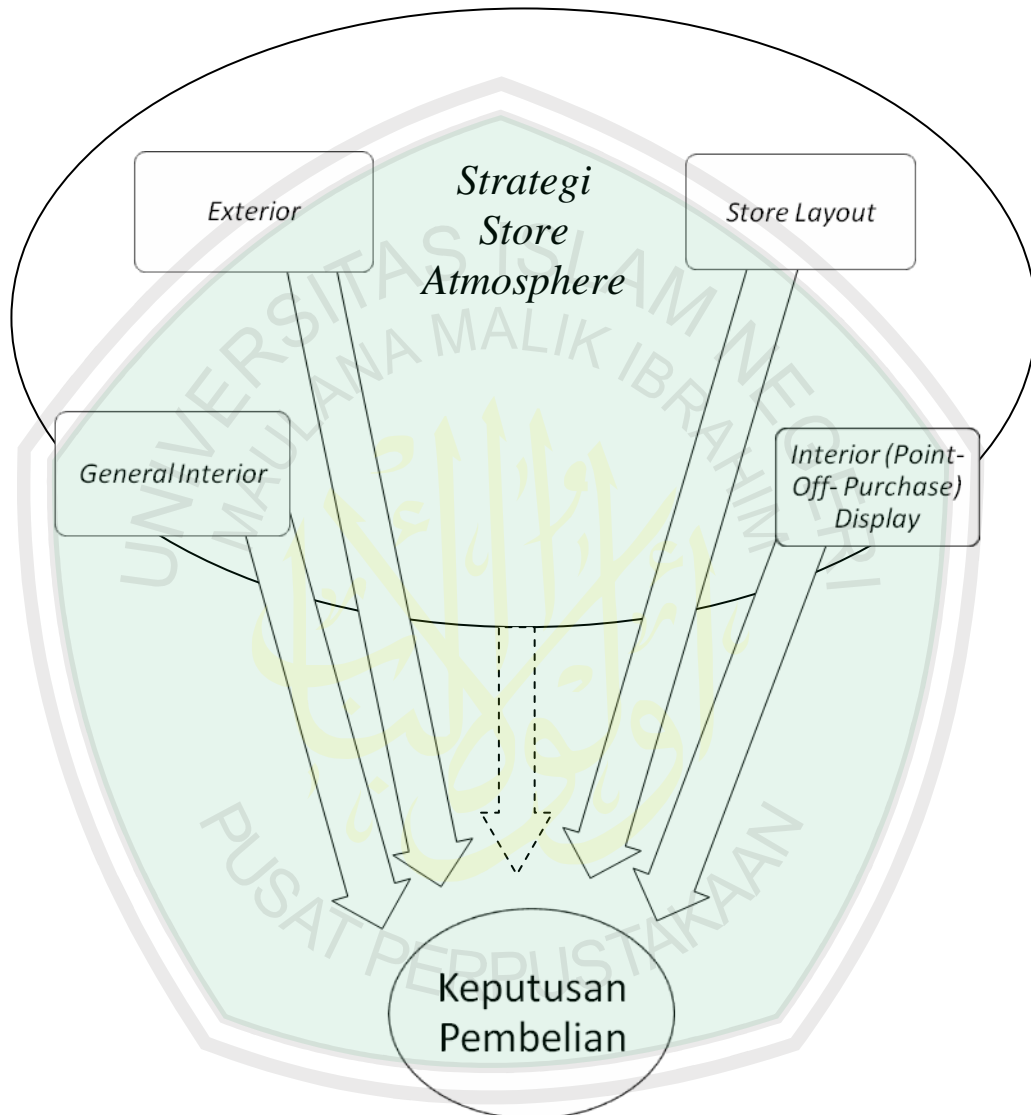 Strategi
Store
Atmosphere
Exterior
Store Layout
General Interior
Interior (Point-
Off- Purchase)
Display
Keputusan
Pembelian
UNIVERSITAS ISLAM NEGERI
MAULANA MALIK IBRAHIM
PUSAT PERPUSTAKAAN